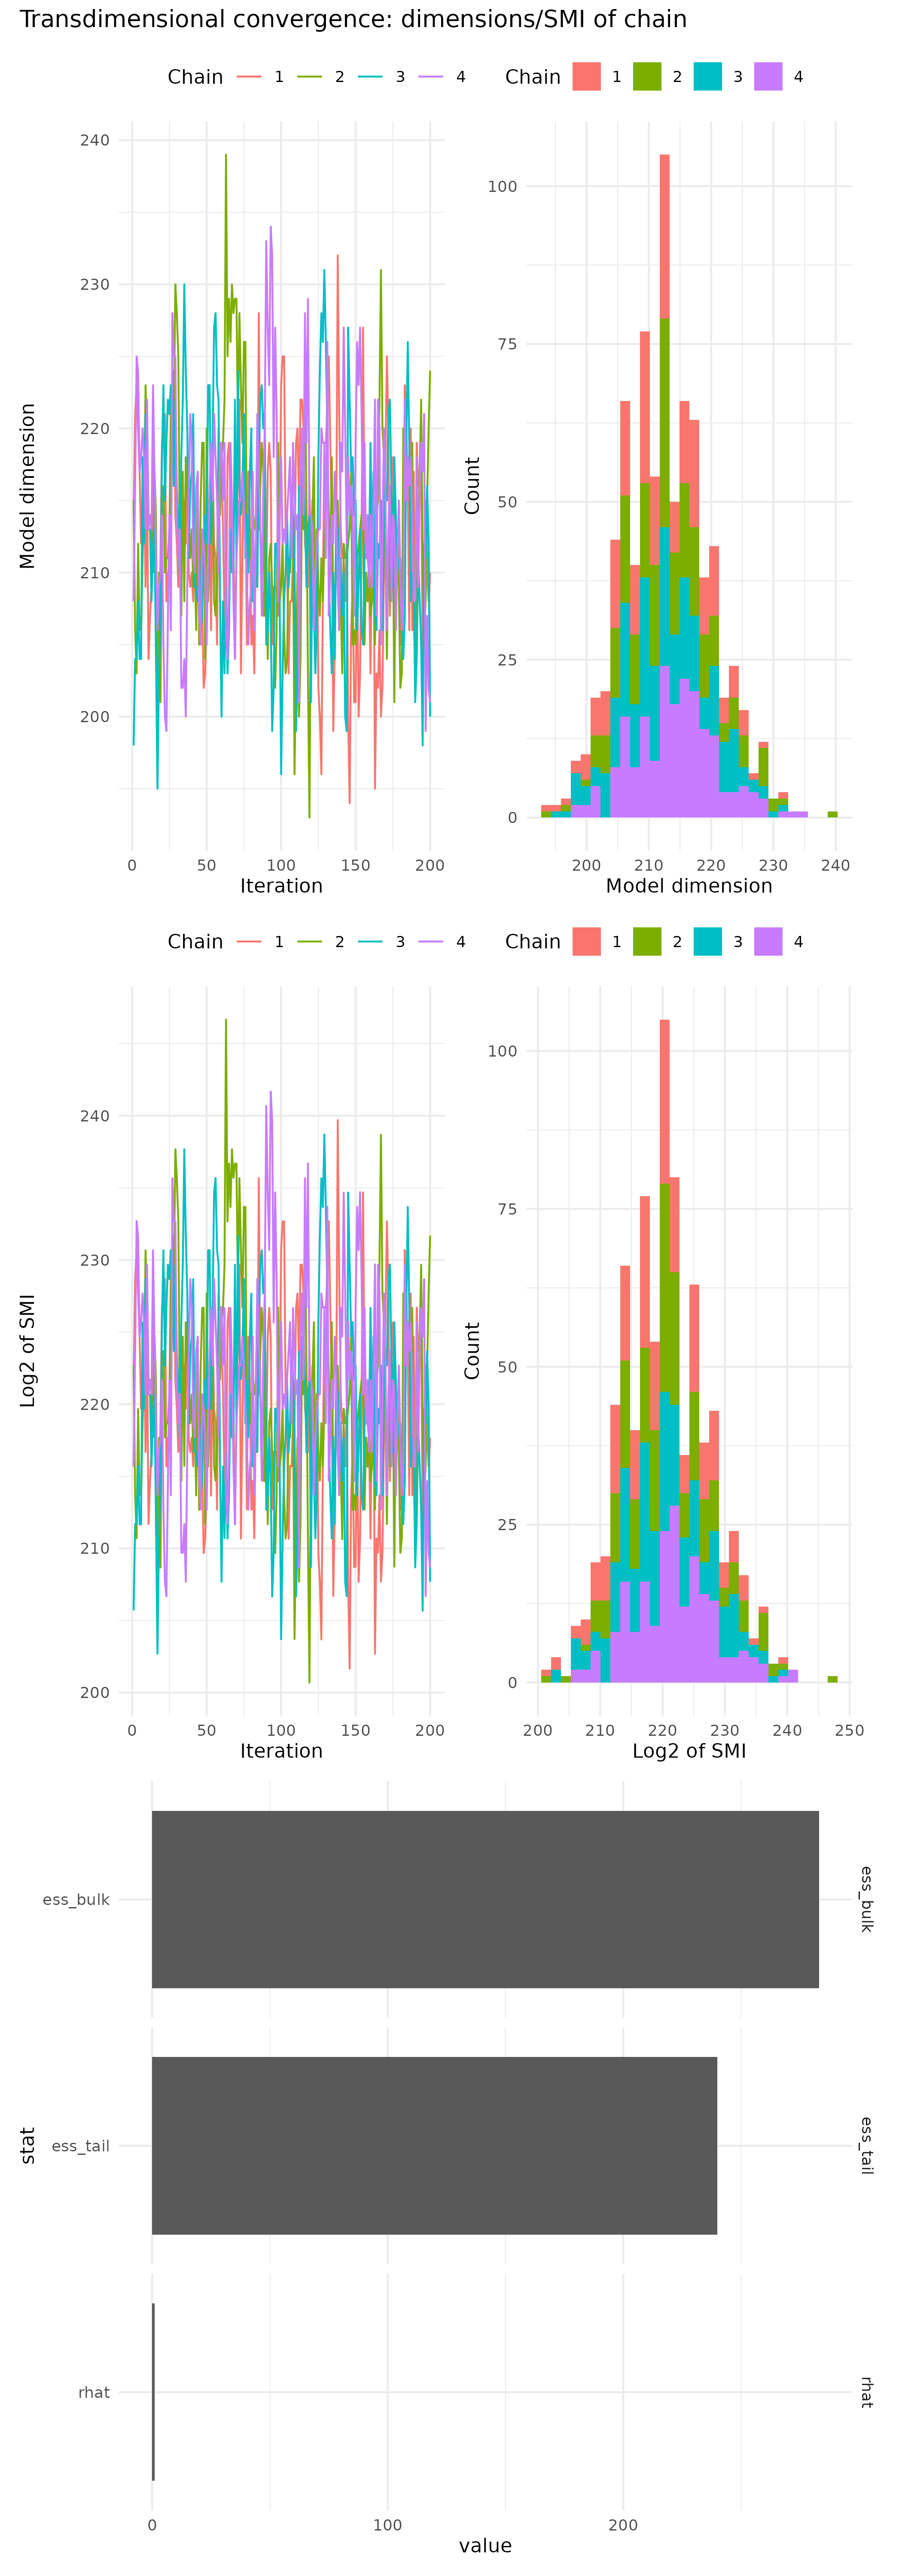 Transdimensional convergence: dimensions/SMI of chain
Chain 1 2 3 4
Chain 1 2 3 4
240
230
220
210
200
Model dimension
0 50 100 150 200
Iteration
100
75
50
25
0
Count
200 210 220 230 240
Model dimension
Chain 1 2 3 4
Chain 1 2 3 4
240
230
220
210
200
Log2 of SMI
0 50 100 150 200
Iteration
100
75
50
25
0
Count
200 210 220 230 240 250
Log2 of SMI
ess_bulk
ess_bulk
stat
ess_tail
ess_tail
rhat
rhat
0 100 200
value